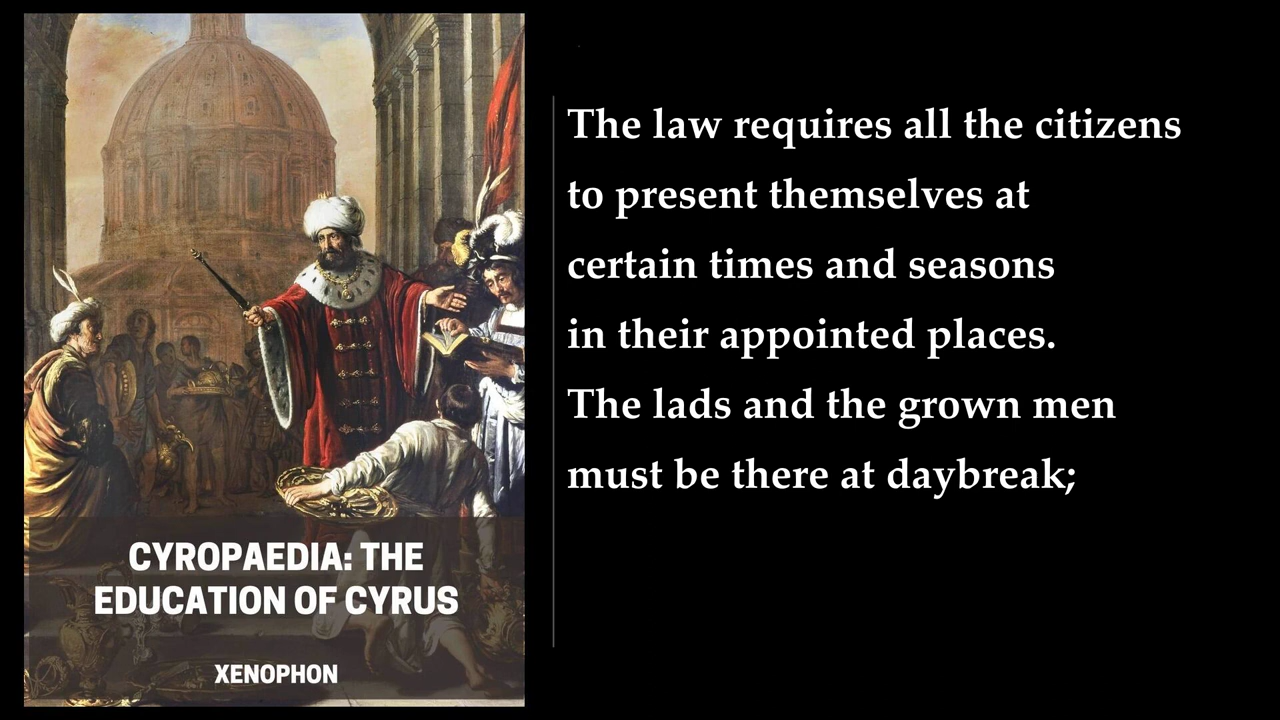 CYROPAEDIA: THE
EDUCATION OF CYRUS
XENOPHON
The law requires all the citizens
to present themselves at
certain times and seasons
in their appointed places.
The lads and the grown men
must be there at daybreak;